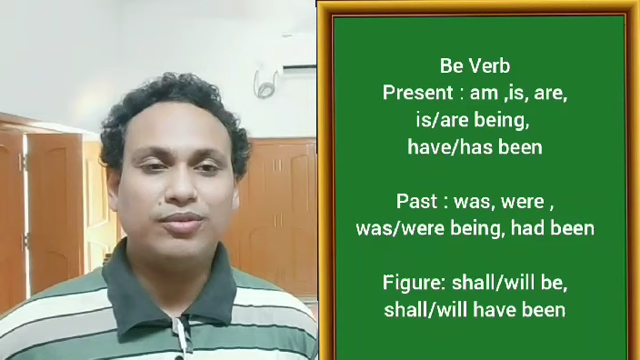 Be Verb
Present : am ,is, are,
is/are being,
have/has been
Past : was, were ,
was/were being, had been
Figure: shall/will be,
shall/will have been